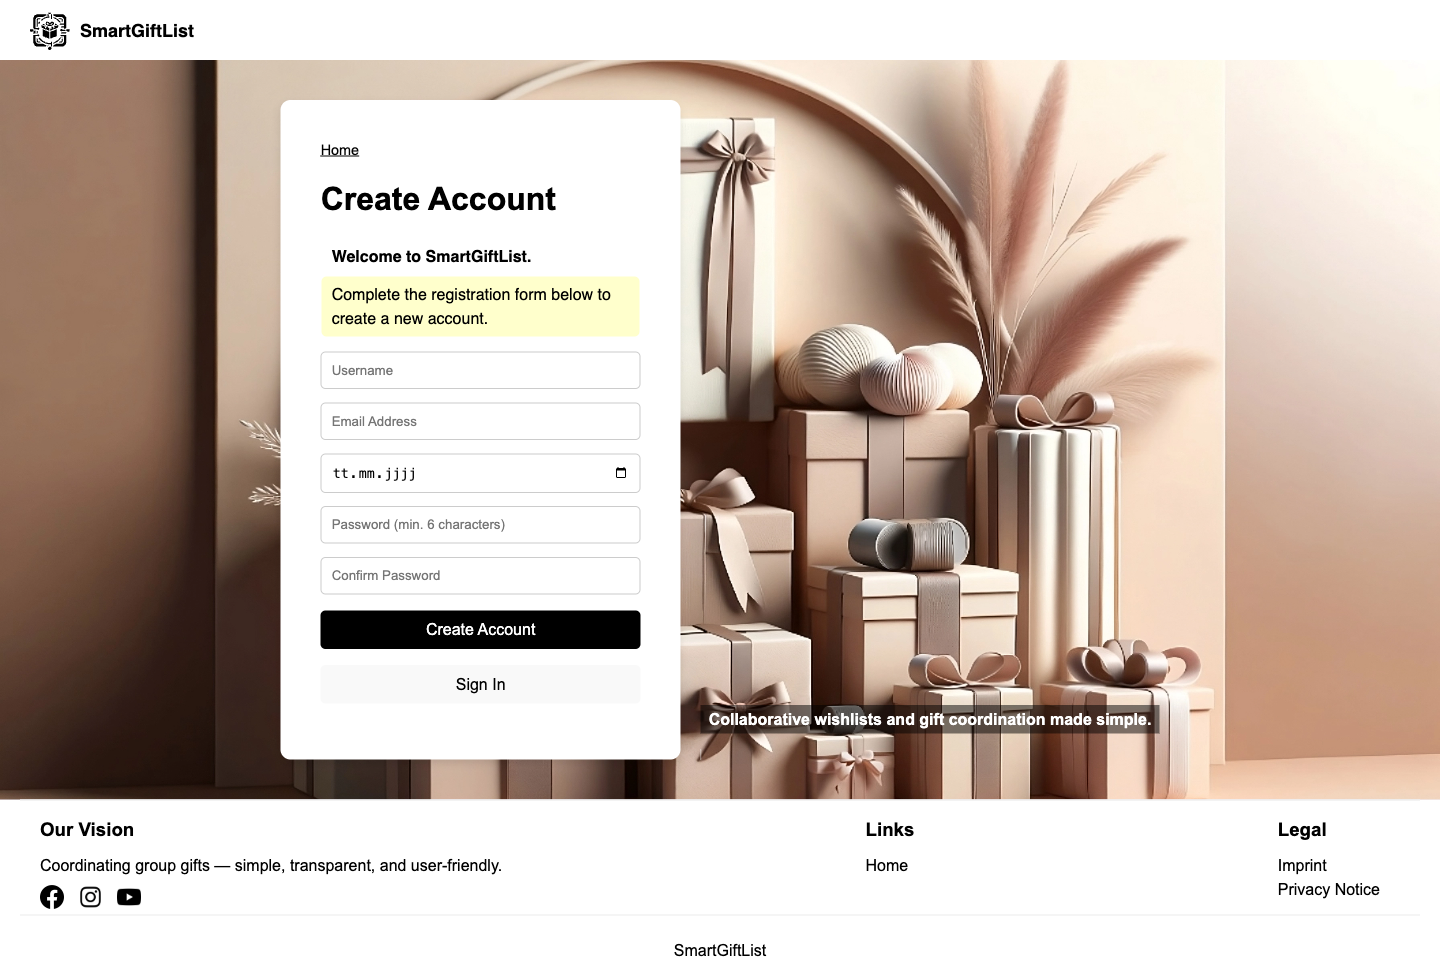 SmartGiftList
Home
Create Account
Welcome to SmartGiftList.
Complete the registration form below to
create a new account.
Username
Email Address
tt.mm.jjjj
Password (min. 6 characters)
Confirm Password
Create Account
Sign In
Collaborative wishlists and gift coordination made simple.
Our Vision
Coordinating group gifts — simple, transparent, and user-friendly.
Links
Home
Legal
Imprint
Privacy Notice
SmartGiftList